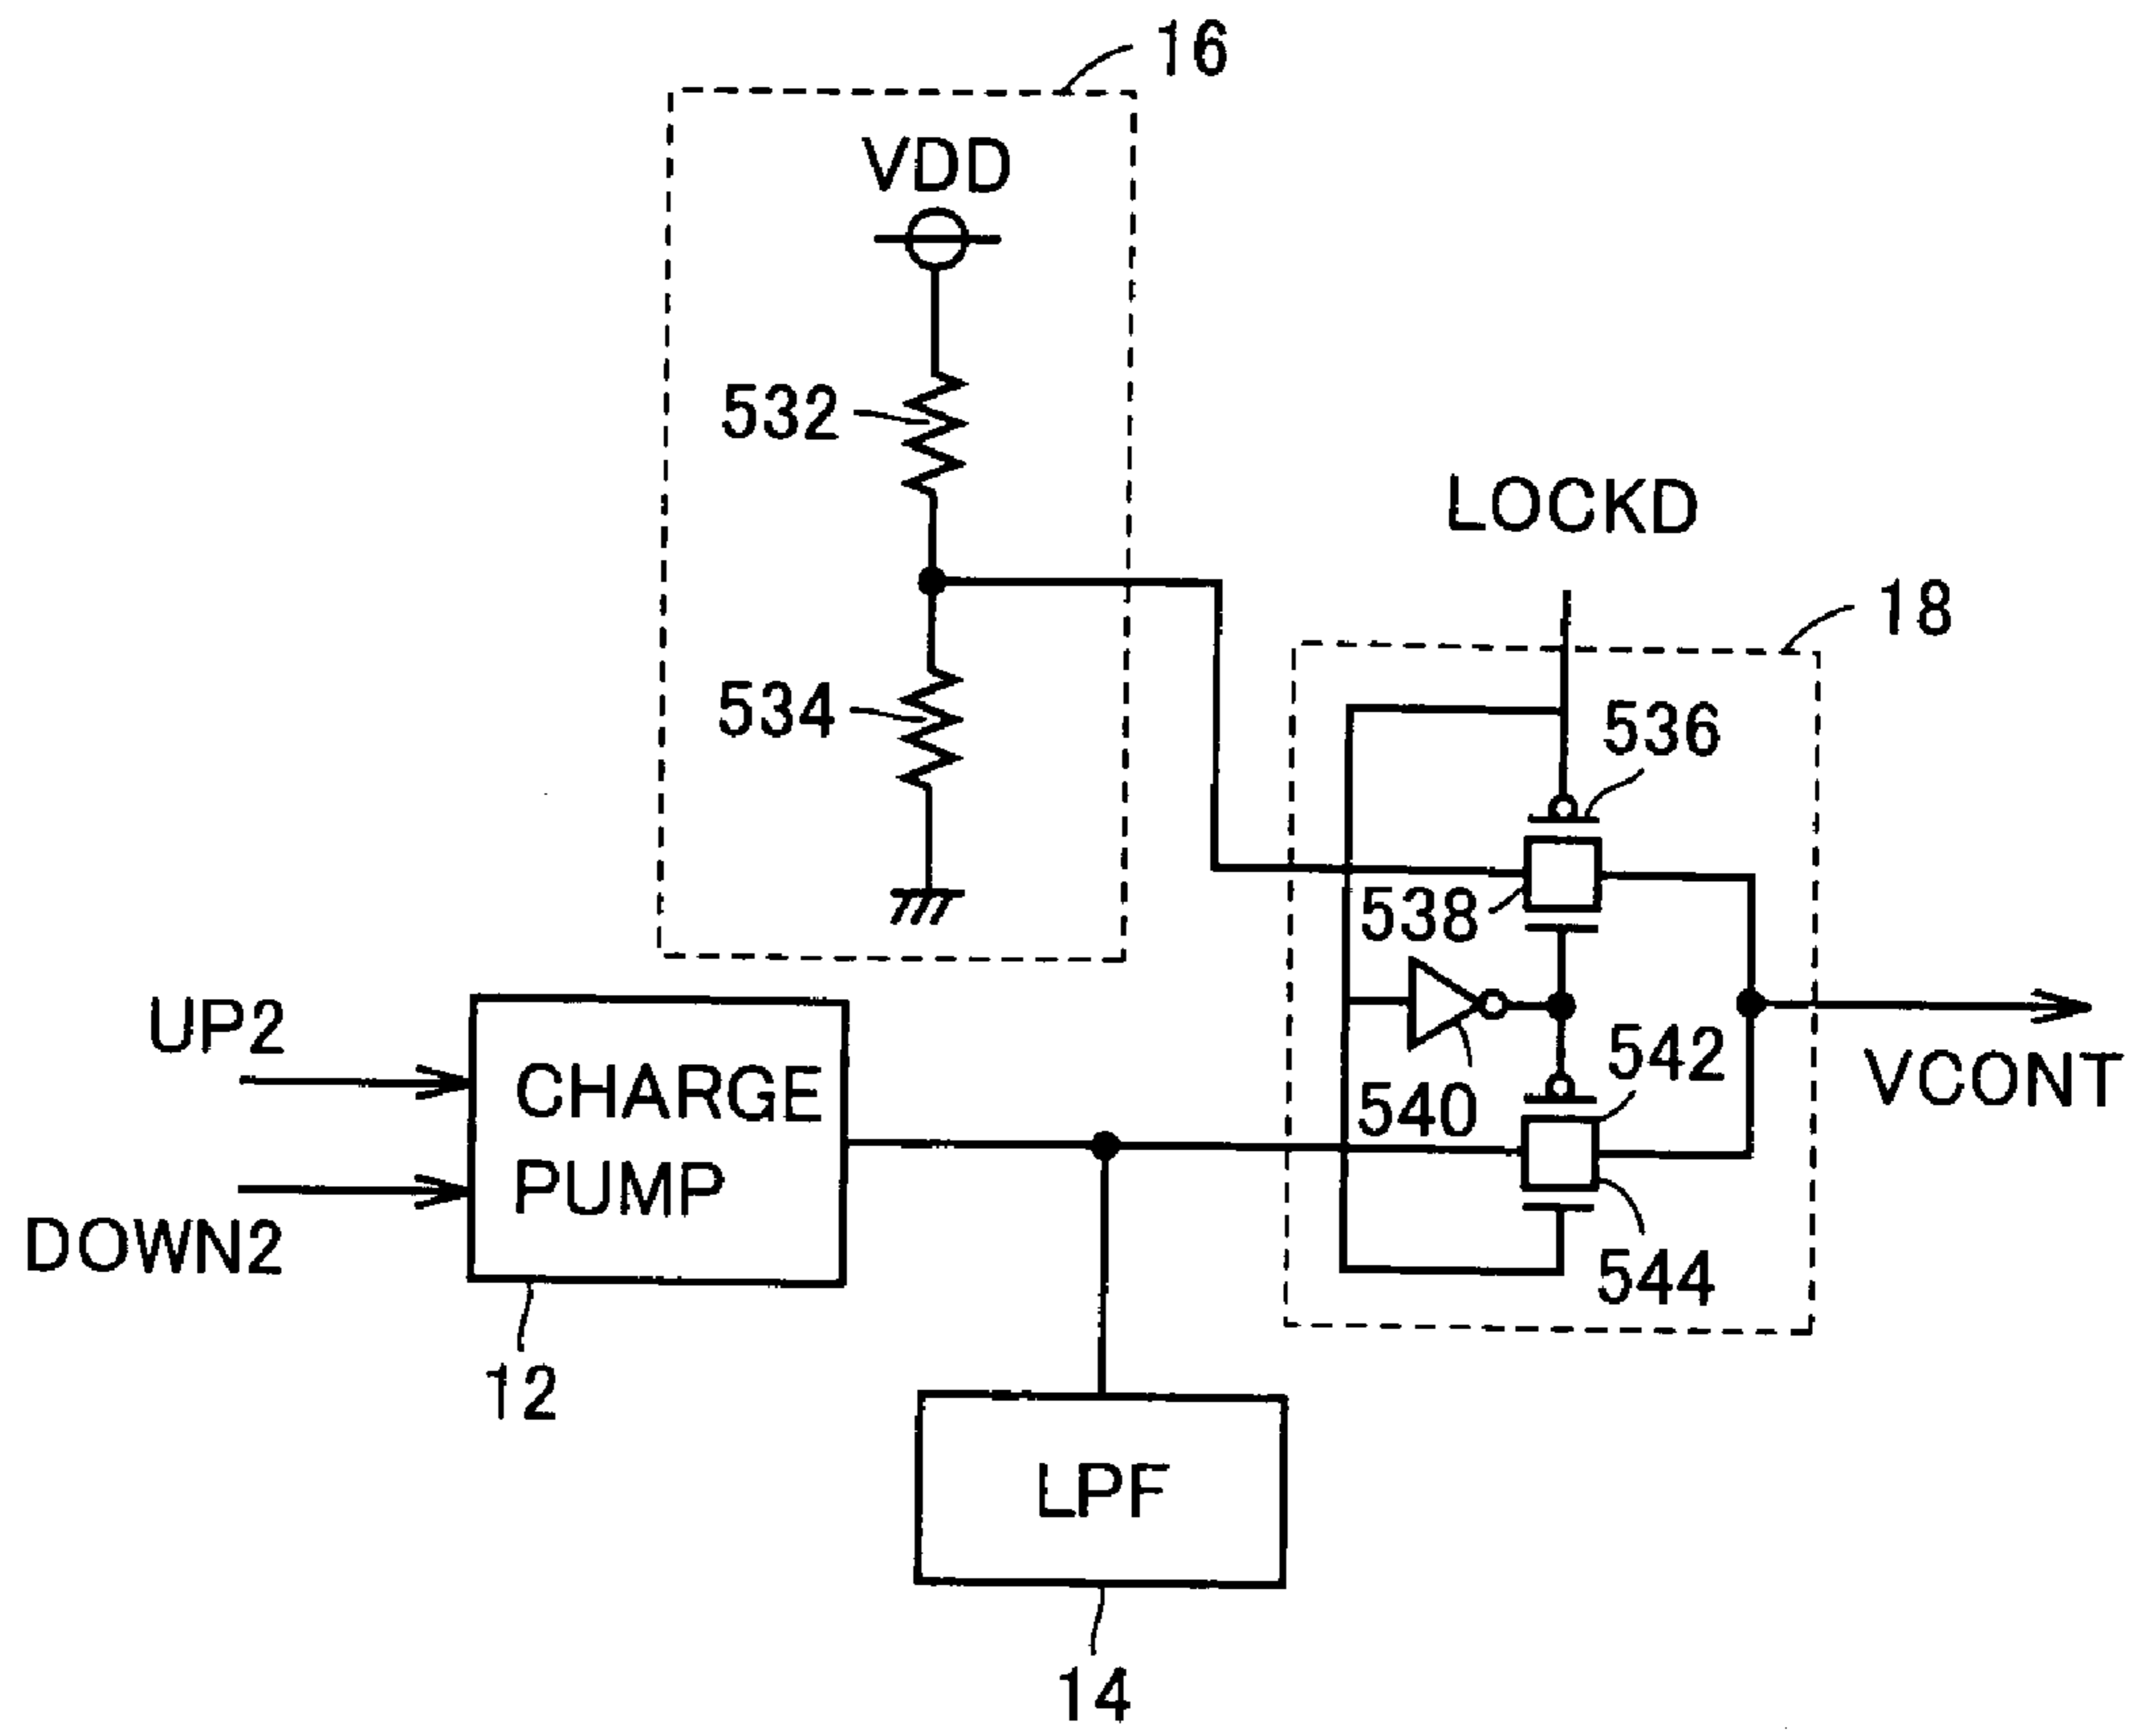 16
VDD
532
LOCKD
18
534
536
538
UP2
542
CHARGE
VCONT
540
PUMP
DOWN2
544
12
LPF
14